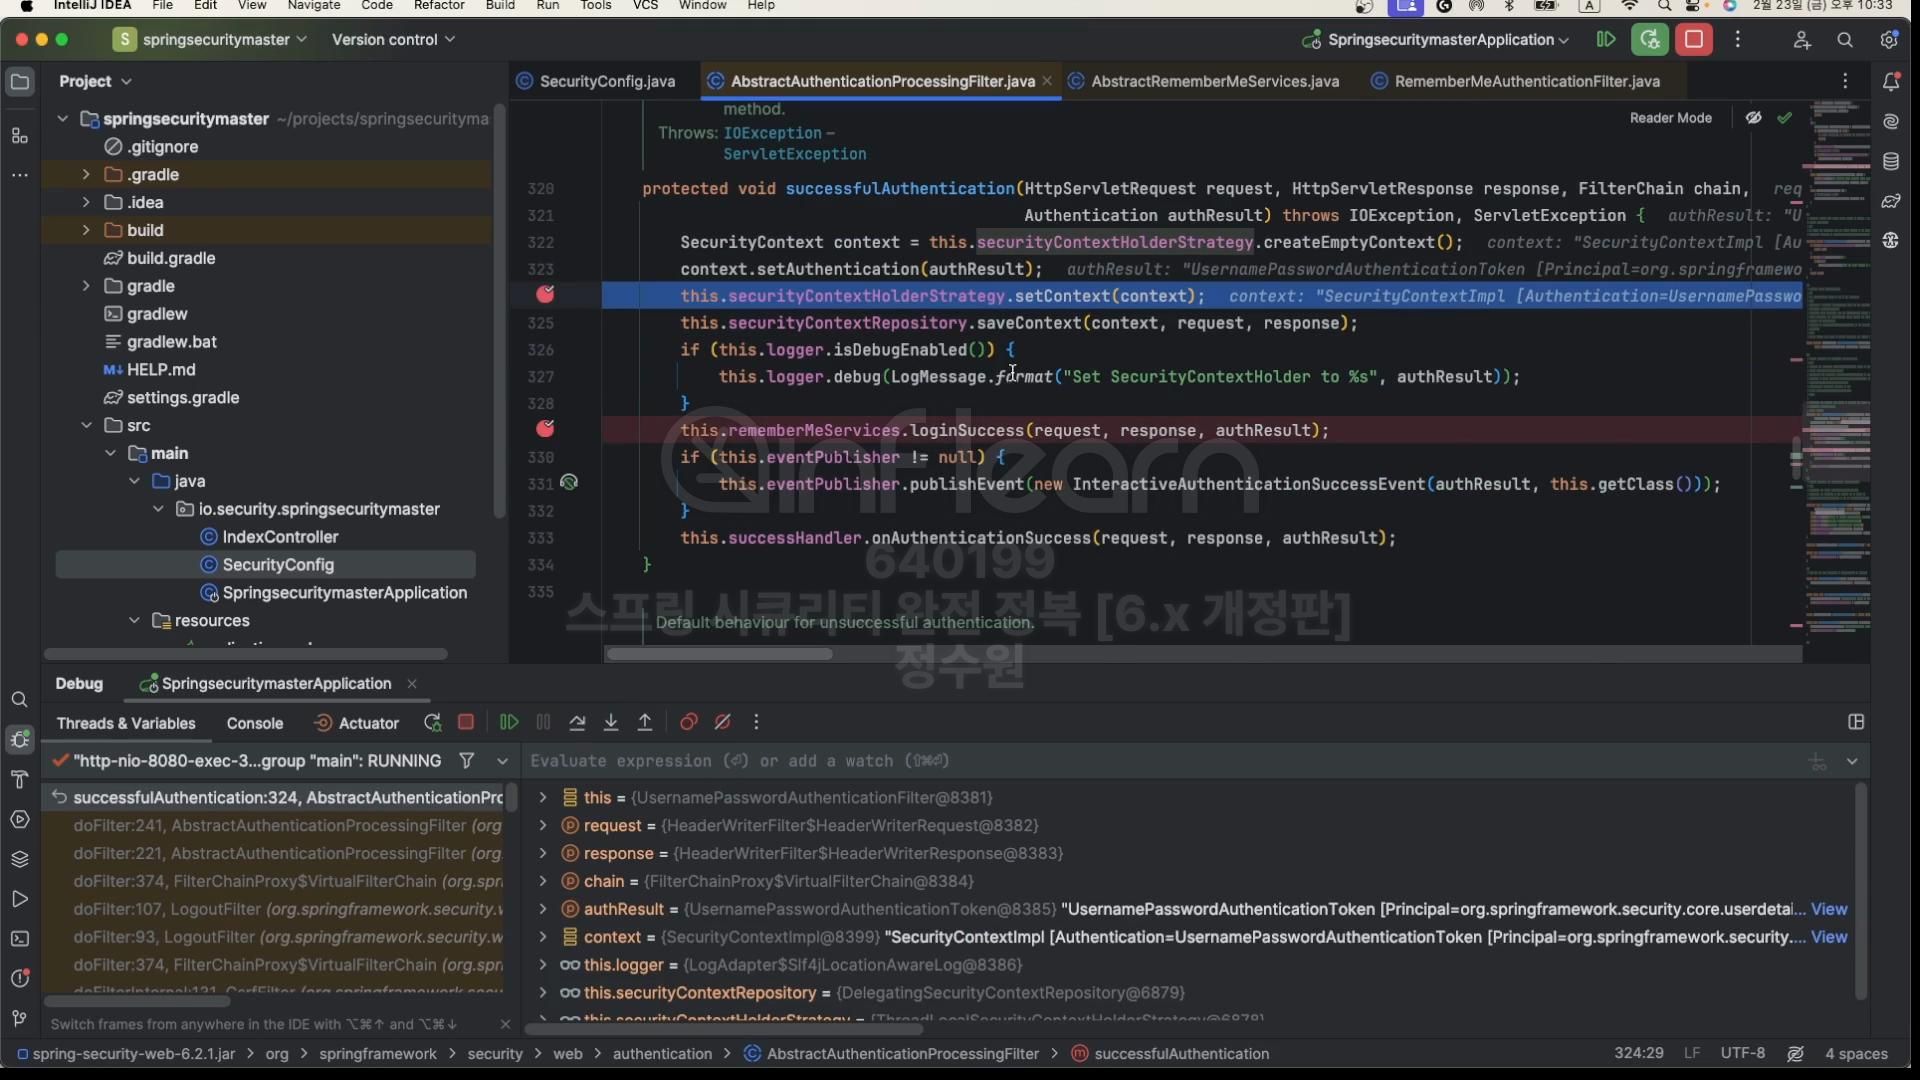 IntelliJ IDEA File Edit View Navigate Code Refactor Build Run Tools VCS Window Help A 2월 23일 (금) 오후 10:33
S springsecuritymaster Version control SpringsecuritymasterApplication
Project
SecurityConfig.java AbstractAuthenticationProcessingFilter.java AbstractRememberMeServices.java RememberMeAuthenticationFilter.java
springsecuritymaster ~/projects/springsecurityma
.gitignore
.gradle
.idea
build
build.gradle
gradle
gradlew
gradlew.bat
M↓ HELP.md
settings.gradle
src
main
java
io.security.springsecuritymaster
IndexController
SecurityConfig
SpringsecuritymasterApplication
resources
method.
Reader Mode
Throws: IOException –
ServletException
320 protected void successfulAuthentication(HttpServletRequest request, HttpServletResponse response, FilterChain chain, req
321 Authentication authResult) throws IOException, ServletException { authResult: "U
322 SecurityContext context = this.securityContextHolderStrategy.createEmptyContext(); context: "SecurityContextImpl [Au
323 context.setAuthentication(authResult); authResult: "UsernamePasswordAuthenticationToken [Principal=org.springframewo
this.securityContextHolderStrategy.setContext(context); context: "SecurityContextImpl [Authentication=UsernamePasswo
325 this.securityContextRepository.saveContext(context, request, response);
326 if (this.logger.isDebugEnabled()) {
327 this.logger.debug(LogMessage.format("Set SecurityContextHolder to %s", authResult));
328 }
this.rememberMeServices.loginSuccess(request, response, authResult);
330 if (this.eventPublisher != null) {
331 this.eventPublisher.publishEvent(new InteractiveAuthenticationSuccessEvent(authResult, this.getClass()));
332 }
333 this.successHandler.onAuthenticationSuccess(request, response, authResult);
334 }
335
Default behaviour for unsuccessful authentication.
inflearn
640199
스프링 시큐리티 완전 정복 [6.x 개정판]
정수원
Debug SpringsecuritymasterApplication
Threads & Variables Console Actuator
"http-nio-8080-exec-3...group "main": RUNNING
Evaluate expression (⏎) or add a watch (⇧⌘⏎)
successfulAuthentication:324, AbstractAuthenticationPro
doFilter:241, AbstractAuthenticationProcessingFilter (org.
doFilter:221, AbstractAuthenticationProcessingFilter (org.
doFilter:374, FilterChainProxy$VirtualFilterChain (org.spri
doFilter:107, LogoutFilter (org.springframework.security.w
doFilter:93, LogoutFilter (org.springframework.security.w
doFilter:374, FilterChainProxy$VirtualFilterChain (org.spri
doFilterInternal:131, CsrfFilter (org.springframework.secu
this = {UsernamePasswordAuthenticationFilter@8381}
request = {HeaderWriterFilter$HeaderWriterRequest@8382}
response = {HeaderWriterFilter$HeaderWriterResponse@8383}
chain = {FilterChainProxy$VirtualFilterChain@8384}
authResult = {UsernamePasswordAuthenticationToken@8385} "UsernamePasswordAuthenticationToken [Principal=org.springframework.security.core.userdetai... View
context = {SecurityContextImpl@8399} "SecurityContextImpl [Authentication=UsernamePasswordAuthenticationToken [Principal=org.springframework.security.... View
this.logger = {LogAdapter$Slf4jLocationAwareLog@8386}
this.securityContextRepository = {DelegatingSecurityContextRepository@6879}
this.securityContextHolderStrategy = {ThreadLocalSecurityContextHolderStrategy@6878}
Switch frames from anywhere in the IDE with ⌥⌘↑ and ⌥⌘↓
spring-security-web-6.2.1.jar > org > springframework > security > web > authentication > AbstractAuthenticationProcessingFilter > successfulAuthentication 324:29 LF UTF-8 4 spaces